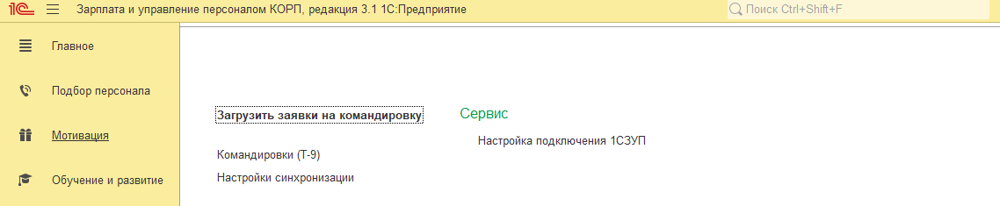 1С Зарплата и управление персоналом КОРП, редакция 3.1 1С:Предприятие Поиск Ctrl+Shift+F
Главное
Подбор персонала
Мотивация
Обучение и развитие
Загрузить заявки на командировку
Командировки (Т-9)
Настройки синхронизации
Сервис
Настройка подключения 1СЗУП